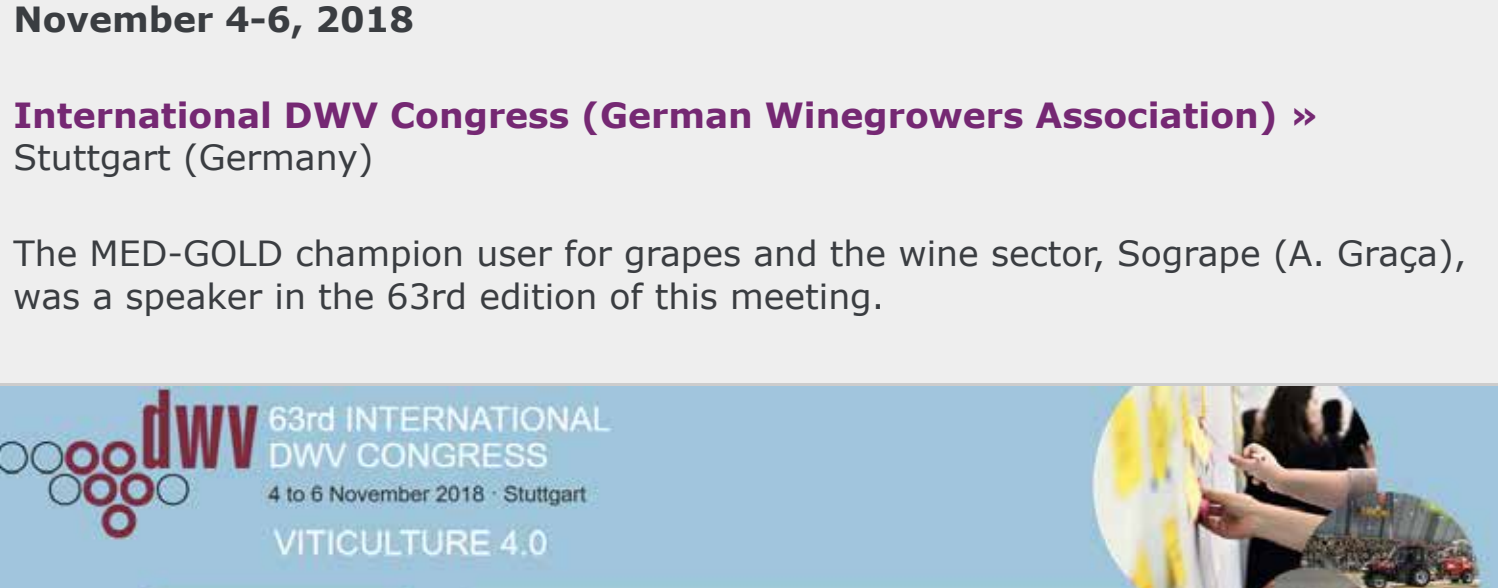 November 4-6, 2018
International DWV Congress (German Winegrowers Association) »
Stuttgart (Germany)
The MED-GOLD champion user for grapes and the wine sector, Sogrape (A. Graça),
was a speaker in the 63rd edition of this meeting.
dwv
63rd INTERNATIONAL
DWV CONGRESS
4 to 6 November 2018 · Stuttgart
VITICULTURE 4.0